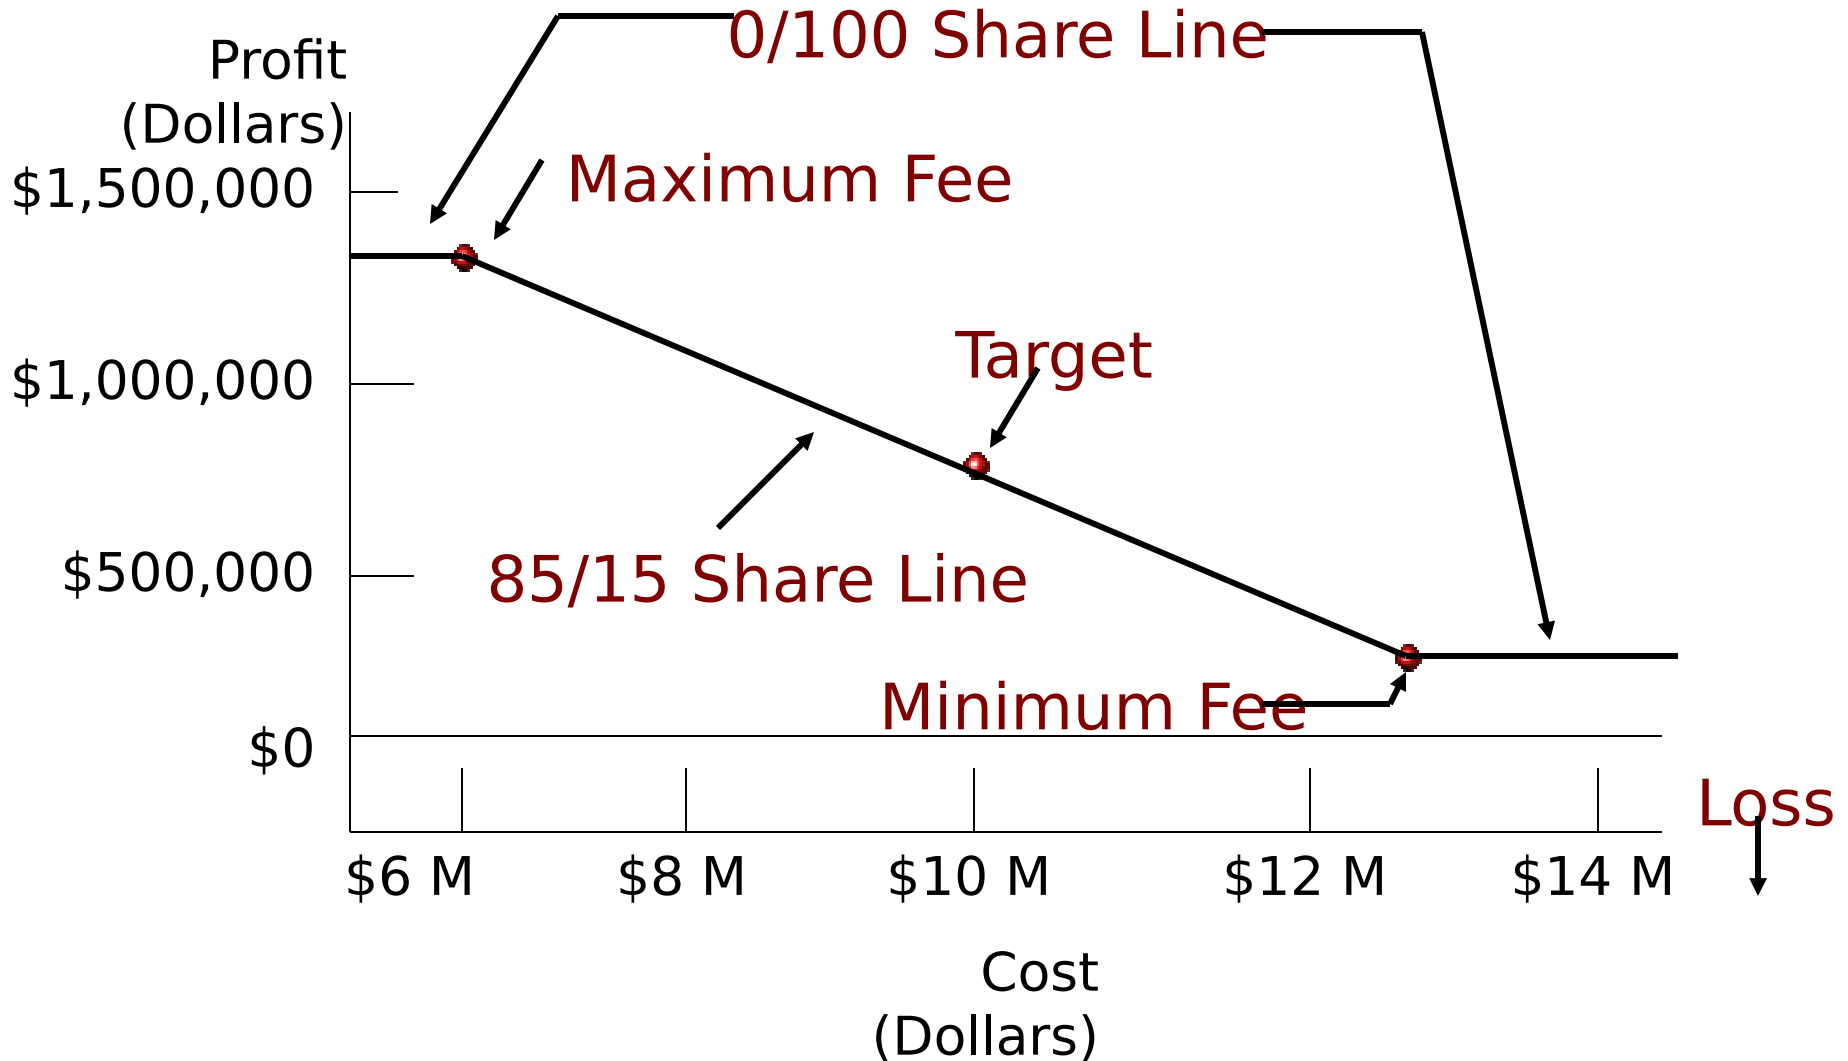 0/100 Share Line
Profit
(Dollars)
$1,500,000
Maximum Fee
Target
$1,000,000
$500,000
85/15 Share Line
Minimum Fee
$0
Loss
$6 M
$8 M
$10 M
$12 M
$14 M
Cost
(Dollars)